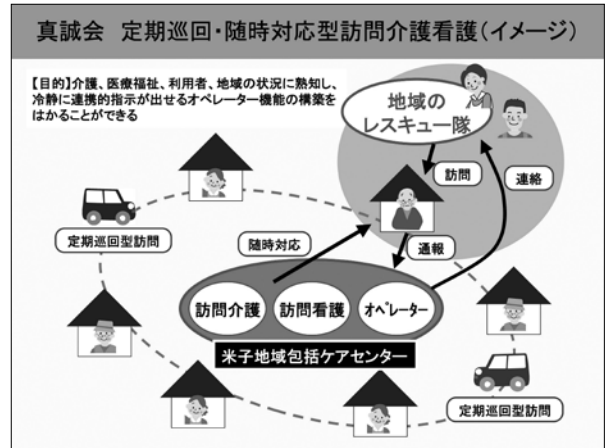 真誠会 定期巡回・随時対応型訪問介護看護(イメージ)
【目的】介護、医療福祉、利用者、地域の状況に熟知し、
冷静に連携的指示が出せるオペレーター機能の構築を
はかることができる
地域の
レスキュー隊
訪問
連絡
定期巡回型訪問
随時対応
通報
訪問介護
訪問看護
オペレーター
米子地域包括ケアセンター
定期巡回型訪問